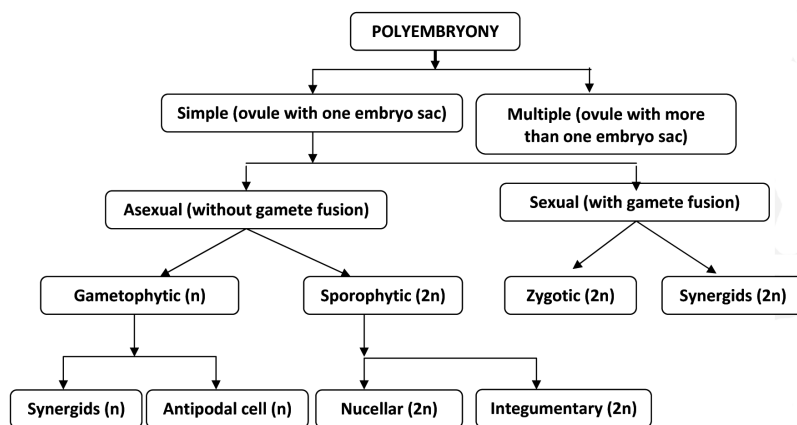 POLYEMBRYONY
Simple (ovule with one embryo sac)
Multiple (ovule with more
than one embryo sac)
Asexual (without gamete fusion)
Sexual (with gamete fusion)
Gametophytic (n)
Sporophytic (2n)
Zygotic (2n)
Synergids (2n)
Synergids (n)
Antipodal cell (n)
Nucellar (2n)
Integumentary (2n)